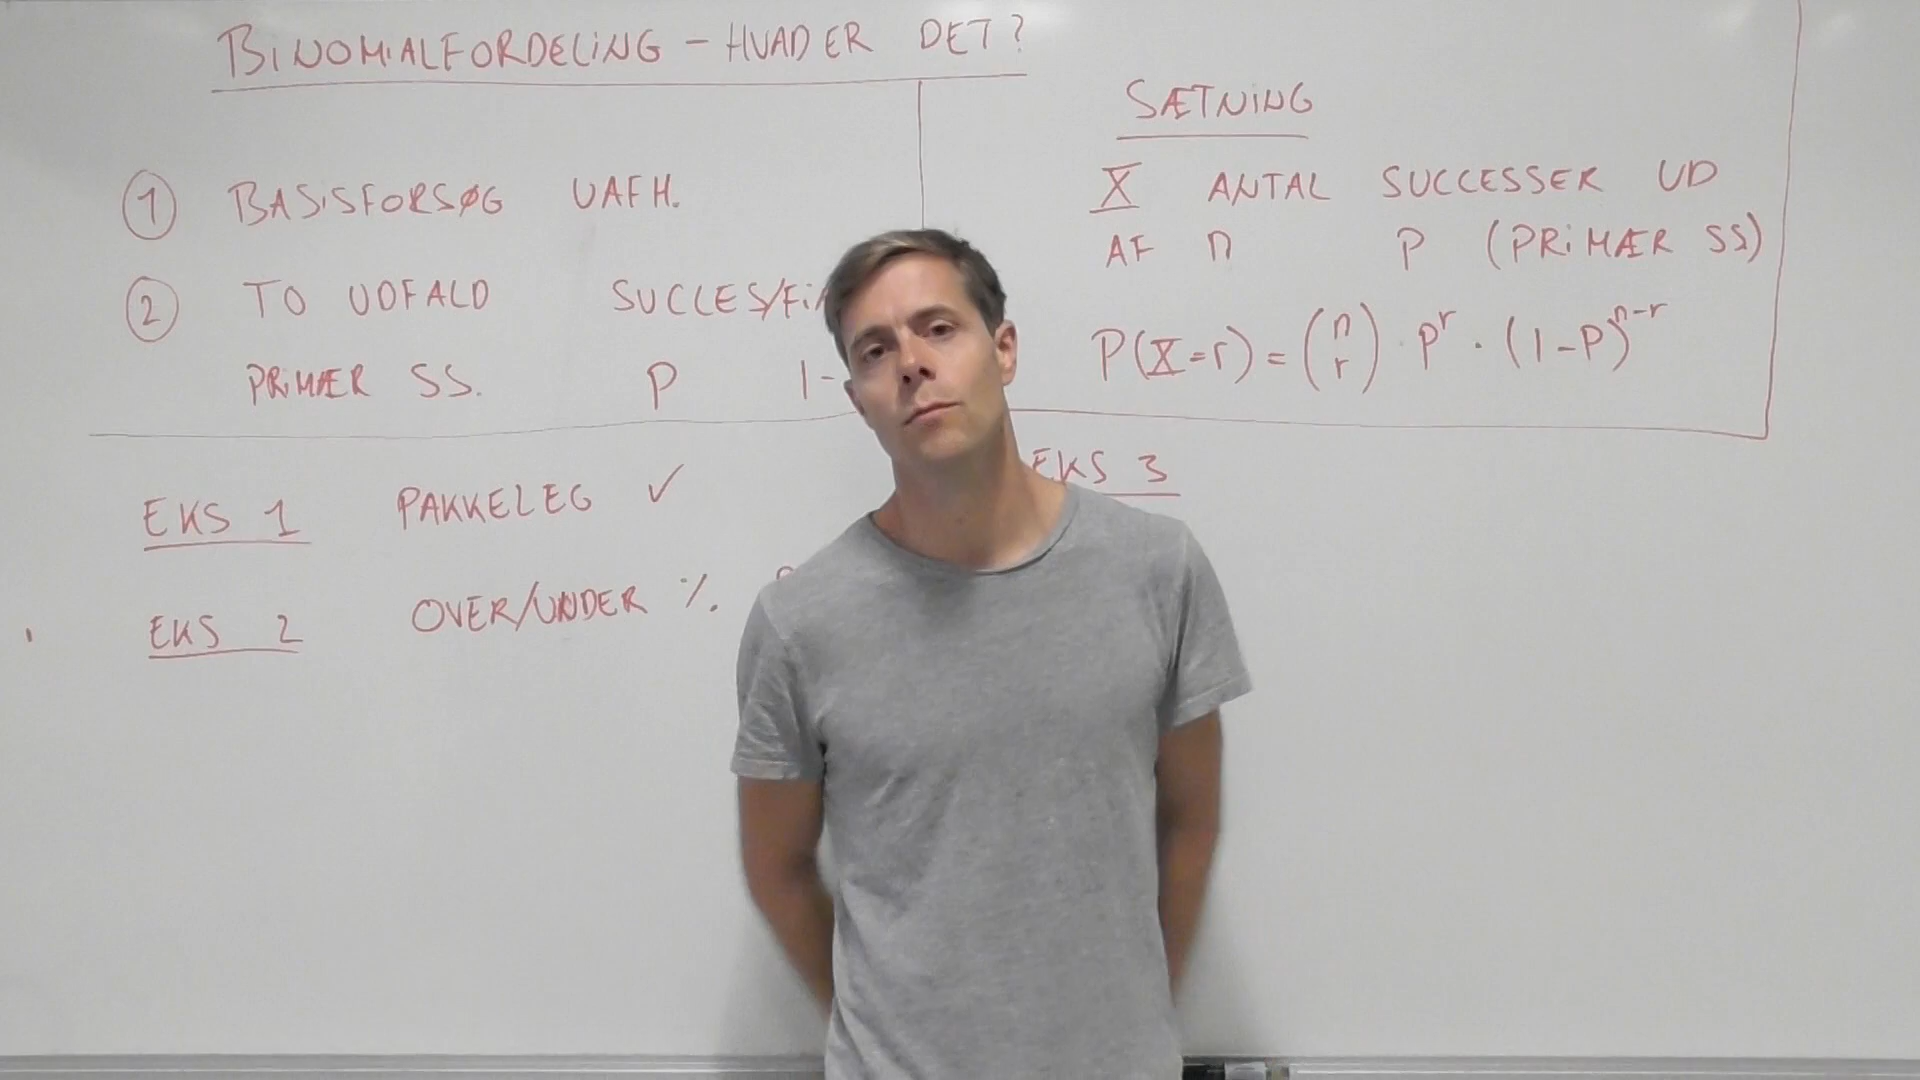 BINOMIALFORDELING - HVAD ER DET?
① BASISFORSØG UAFH.
② TO UDFALD SUCCES/FI
PRIMÆR SS. P 1-
SÆTNING
X ANTAL SUCCESSER UD
AF n P (PRIMÆR SS)
P(X=r) = (n r) · P^r · (1-P)^n-r
EKS 1 PAKKELEG ✓
EKS 2 OVER/UNDER %.
EKS 3